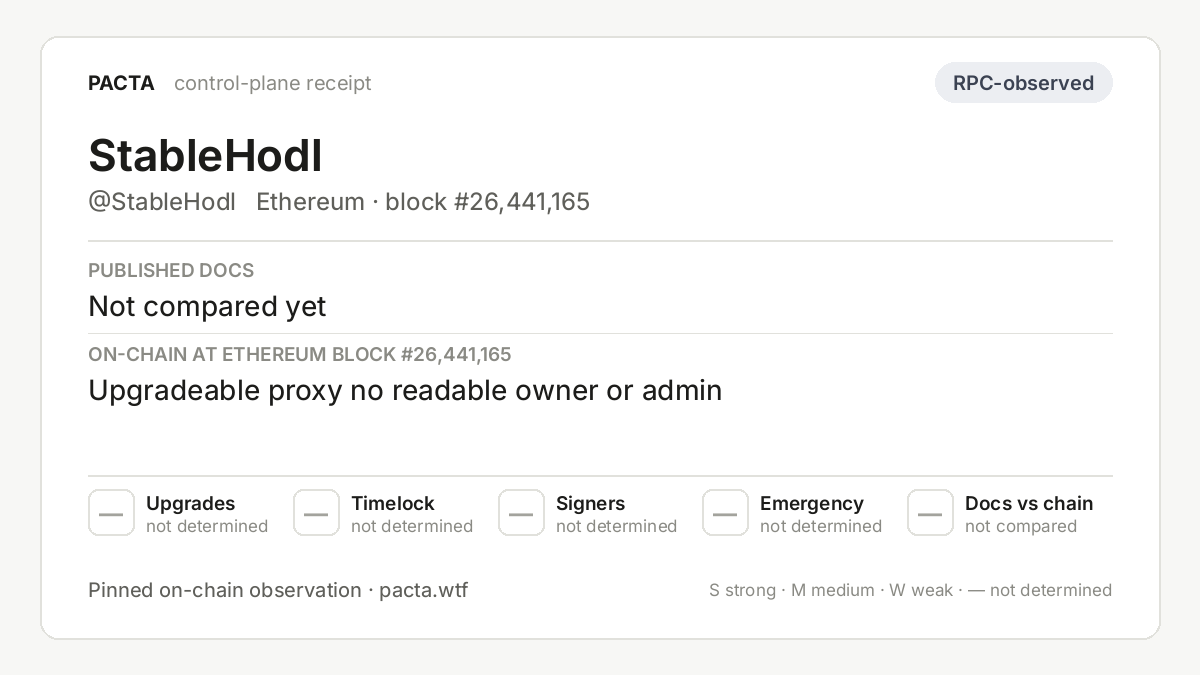 PACTA control-plane receipt
RPC-observed
StableHodl
@StableHodl Ethereum · block #26,441,165
PUBLISHED DOCS
Not compared yet
ON-CHAIN AT ETHEREUM BLOCK #26,441,165
Upgradeable proxy no readable owner or admin
— Upgrades
not determined
— Timelock
not determined
— Signers
not determined
— Emergency
not determined
— Docs vs chain
not compared
Pinned on-chain observation · pacta.wtf
S strong · M medium · W weak · — not determined